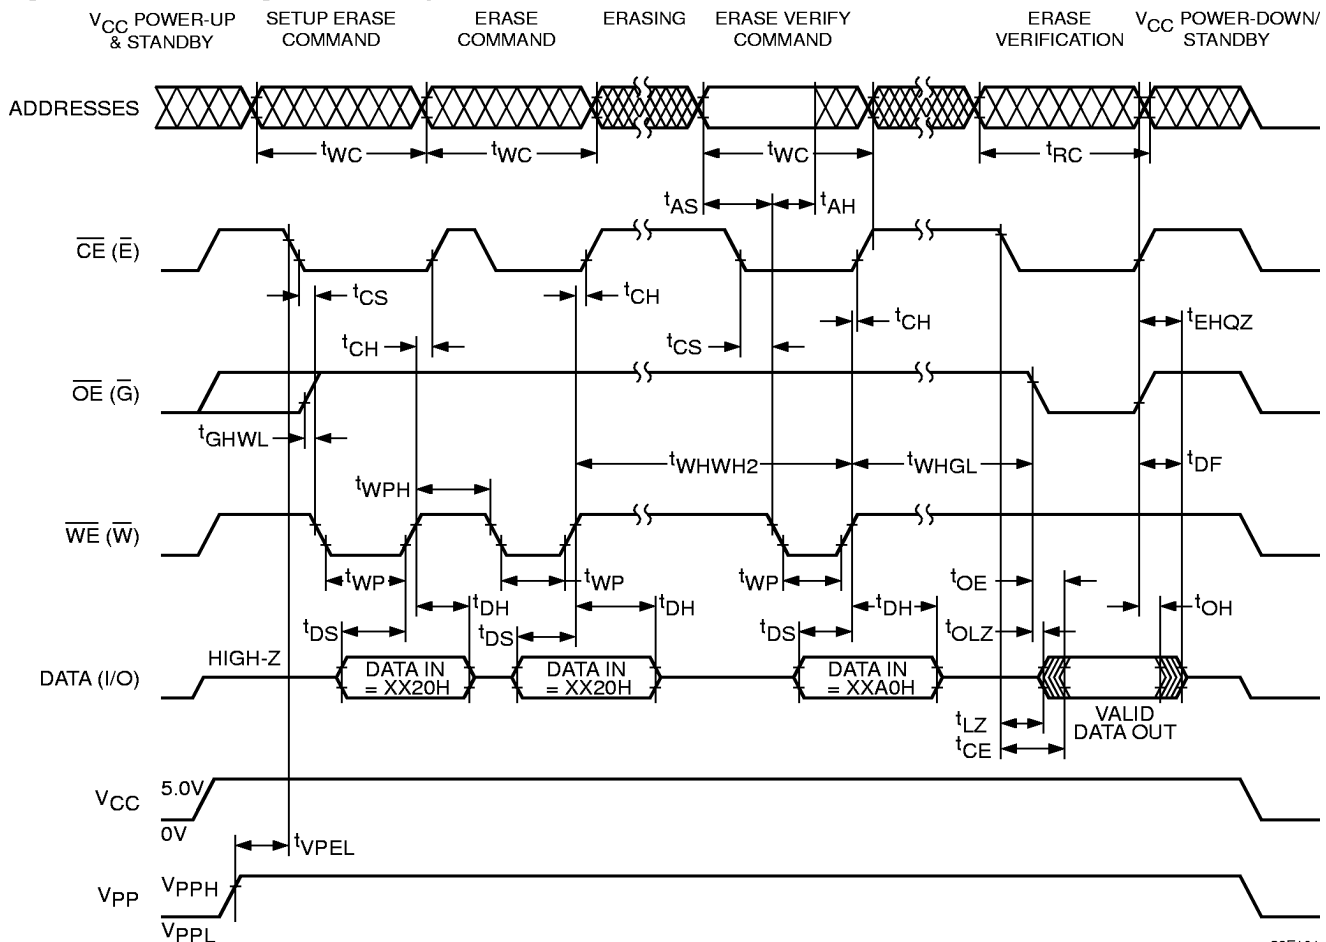 VCC POWER-UP & STANDBY
SETUP ERASE COMMAND
ERASE COMMAND
ERASING
ERASE VERIFY COMMAND
ERASE VERIFICATION
VCC POWER-DOWN/ STANDBY
ADDRESSES
tWC
tWC
tWC
tRC
tAS
tAH
CE (E)
tCS
tCH
tCH
tCS
tCH
tEHQZ
OE (G)
tGHWL
tWHWH2
tWHGL
tDF
tWPH
WE (W)
tWP
tWP
tWP
tOE
tDH
tDH
tDH
tOH
tDS
tDS
tDS
tOLZ
HIGH-Z
DATA (I/O)
DATA IN = XX20H
DATA IN = XX20H
DATA IN = XXA0H
VALID DATA OUT
tLZ
tCE
VCC
5.0V
0V
tVPEL
VPP
VPPH
VPPL